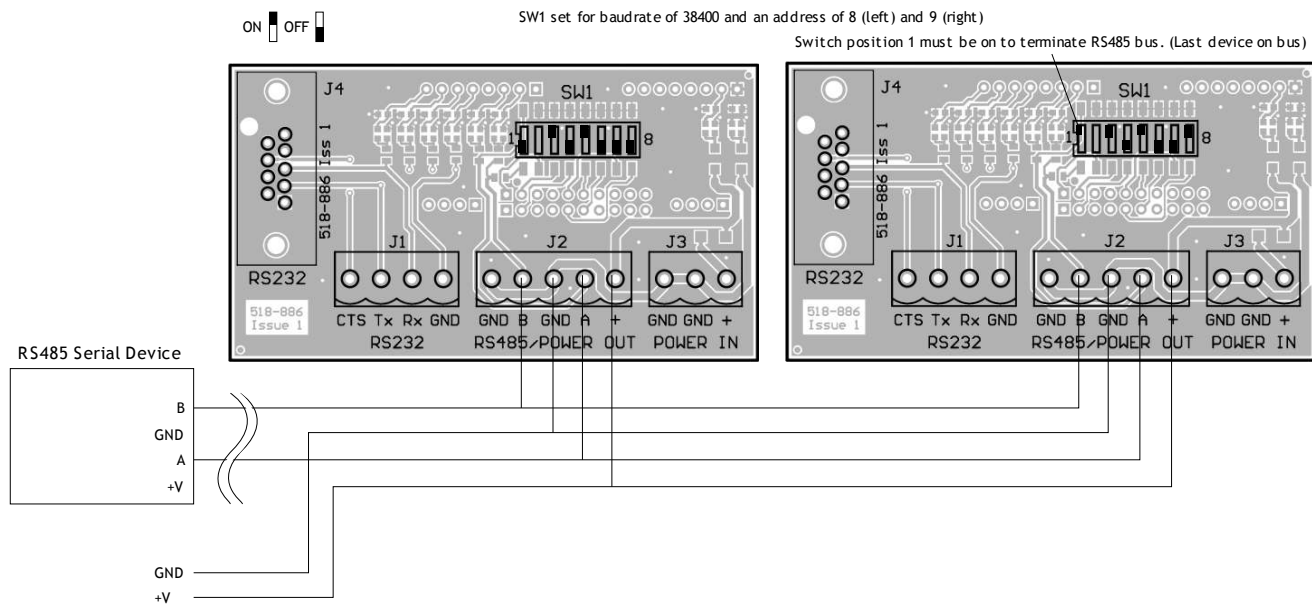 SW1 set for baudrate of 38400 and an address of 8 (left) and 9 (right)
ON OFF
Switch position 1 must be on to terminate RS485 bus. (Last device on bus)
J4
SW1
1 8
518-886 Iss 1
J1 J2 J3
RS232
CTS Tx Rx GND GND B GND A + GND GND +
RS232 RS485/POWER OUT POWER IN
518-886
Issue 1
J4
SW1
1 8
518-886 Iss 1
J1 J2 J3
RS232
CTS Tx Rx GND GND B GND A + GND GND +
RS232 RS485/POWER OUT POWER IN
518-886
Issue 1
RS485 Serial Device
B
GND
A
+V
GND
+V